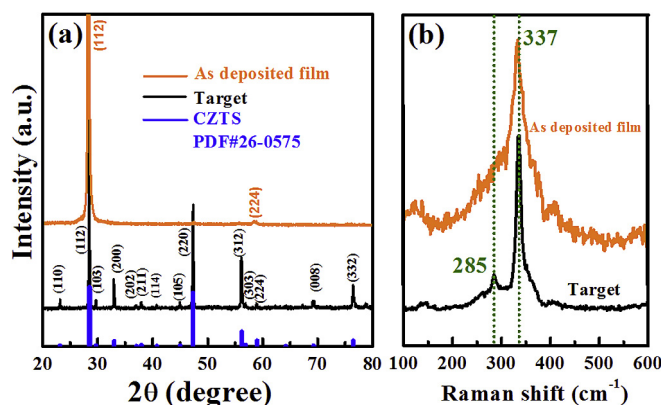 (a)
(112)
As deposited film
Target
CZTS
PDF#26-0575
(224)
(110)
(112)
(103)
(200)
(202)
(211)
(114)
(105)
(220)
(312)
(303)
(224)
(008)
(332)
Intensity (a.u.)
20 30 40 50 60 70 80
2θ (degree)
(b)
337
As deposited film
285
Target
100 200 300 400 500 600
Raman shift (cm⁻¹)